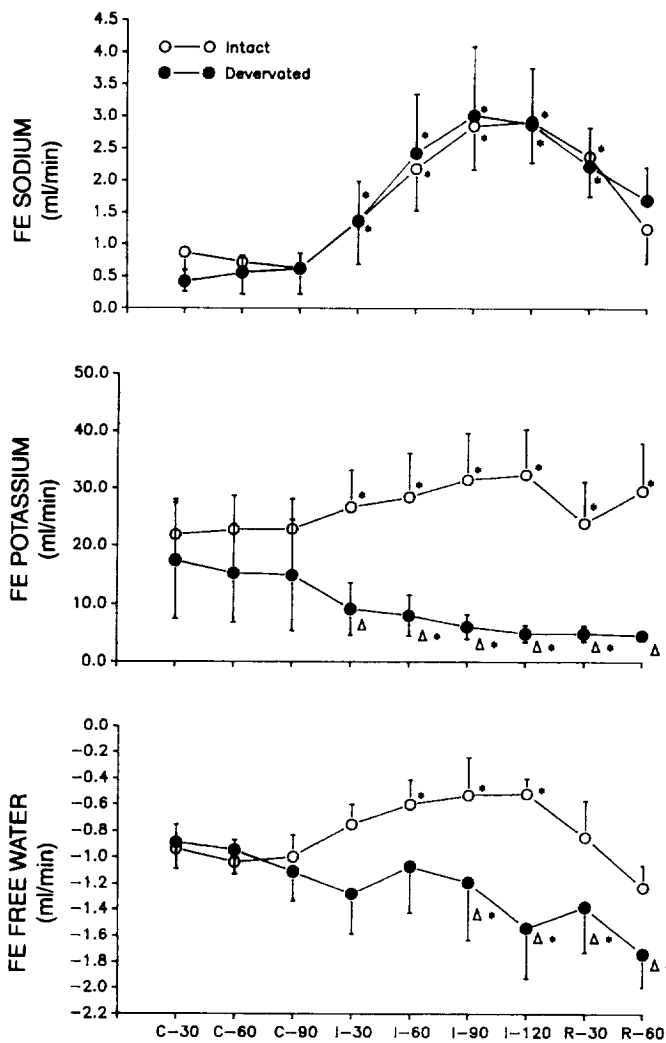 FE SODIUM
(ml/min)
4.5
4.0
3.5
3.0
2.5
2.0
1.5
1.0
0.5
0.0
Intact
Devervated
* * * * * * * * * *
FE POTASSIUM
(ml/min)
50.0
40.0
30.0
20.0
10.0
0.0
* * * * * *
Δ Δ * Δ * Δ * Δ * Δ
FE FREE WATER
(ml/min)
0.0
-0.2
-0.4
-0.6
-0.8
-1.0
-1.2
-1.4
-1.6
-1.8
-2.0
-2.2
* * *
Δ * Δ * Δ * Δ
C-30 C-60 C-90 I-30 I-60 I-90 I-120 R-30 R-60